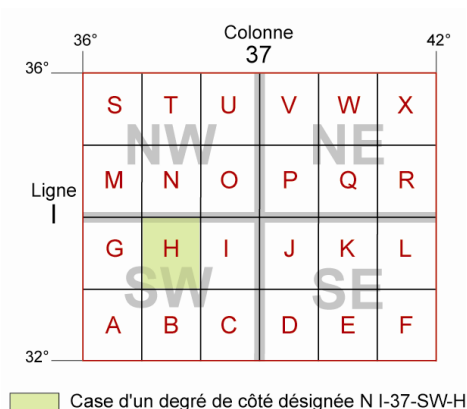 Colonne
36° 37 42°
36°
S T U V W X
NW NE
M N O P Q R
Ligne
I
G H I J K L
SW SE
A B C D E F
32°
Case d'un degré de côté désignée N I-37-SW-H